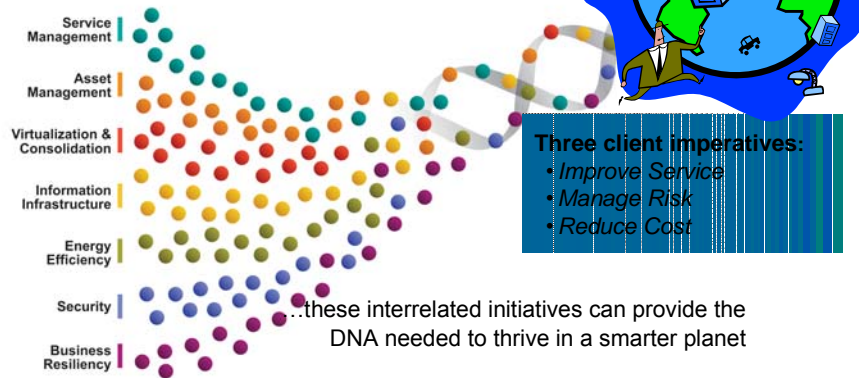 Service
Management
Asset
Management
Virtualization &
Consolidation
Information
Infrastructure
Energy
Efficiency
Security
Business
Resiliency
Three client imperatives:
• Improve Service
• Manage Risk
• Reduce Cost
…these interrelated initiatives can provide the
DNA needed to thrive in a smarter planet